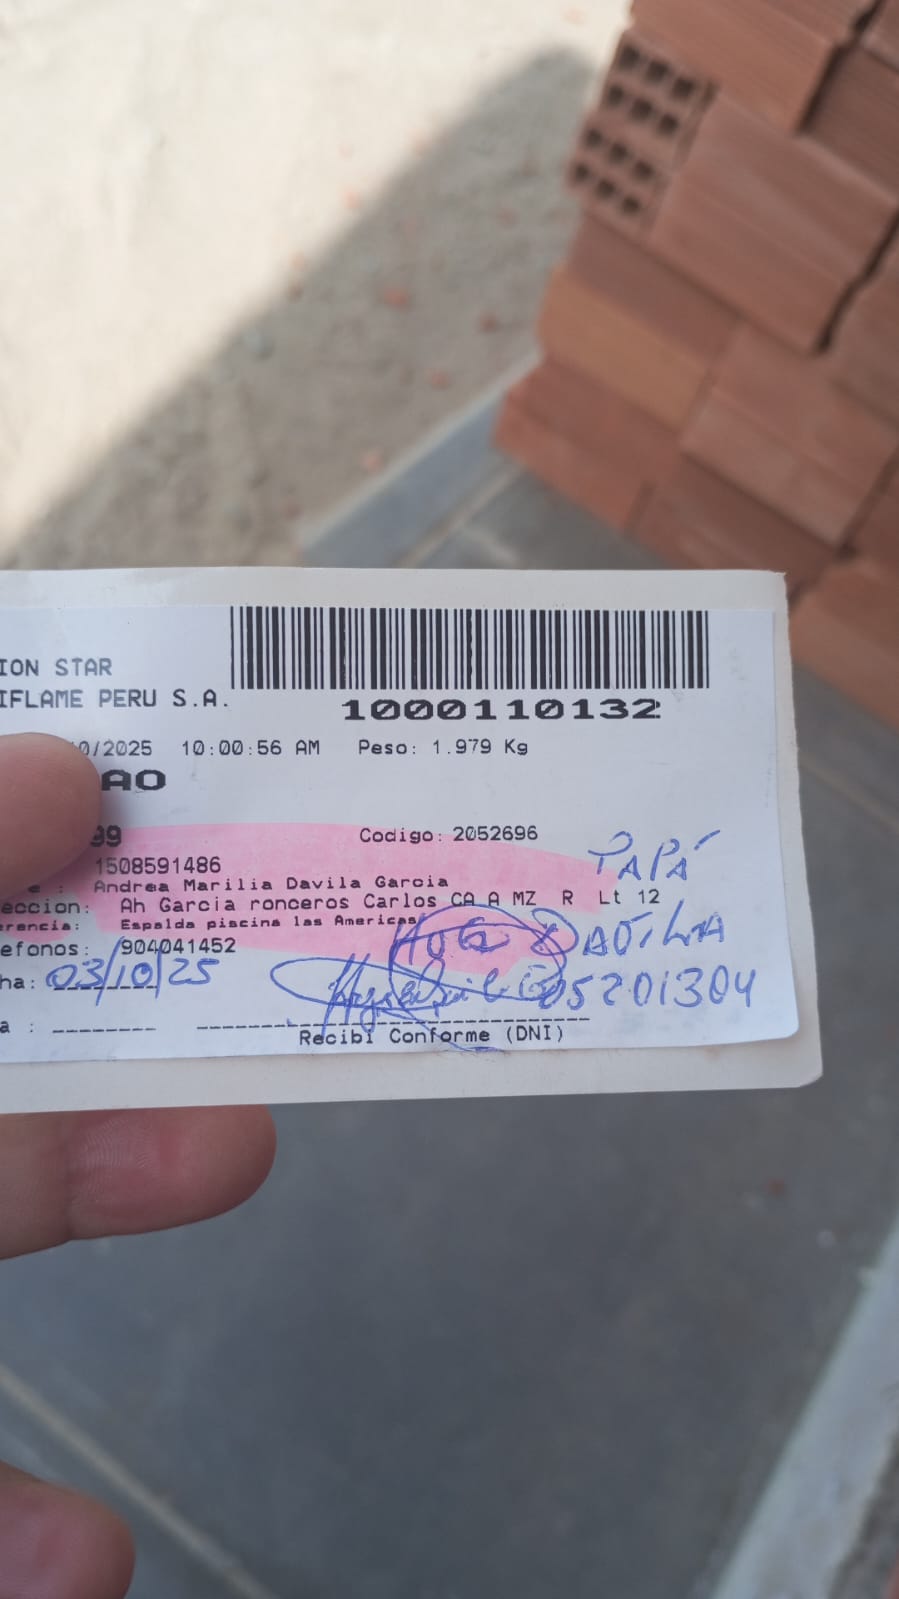 ION STAR
IFLAME PERU S.A.
1000110132
0/2025 10:00:56 AM Peso: 1.979 Kg
AO
99 Codigo: 2052696
1508591486
e : Andrea Marilia Davila Garcia
PAPÁ
eccion: Ah Garcia ronceros Carlos CA A MZ R Lt 12
erencia: Espalda piscina las Americas
DAVILA
efonos: 904041452
ha: 03/10/25
05201304
a :
Recibi Conforme (DNI)